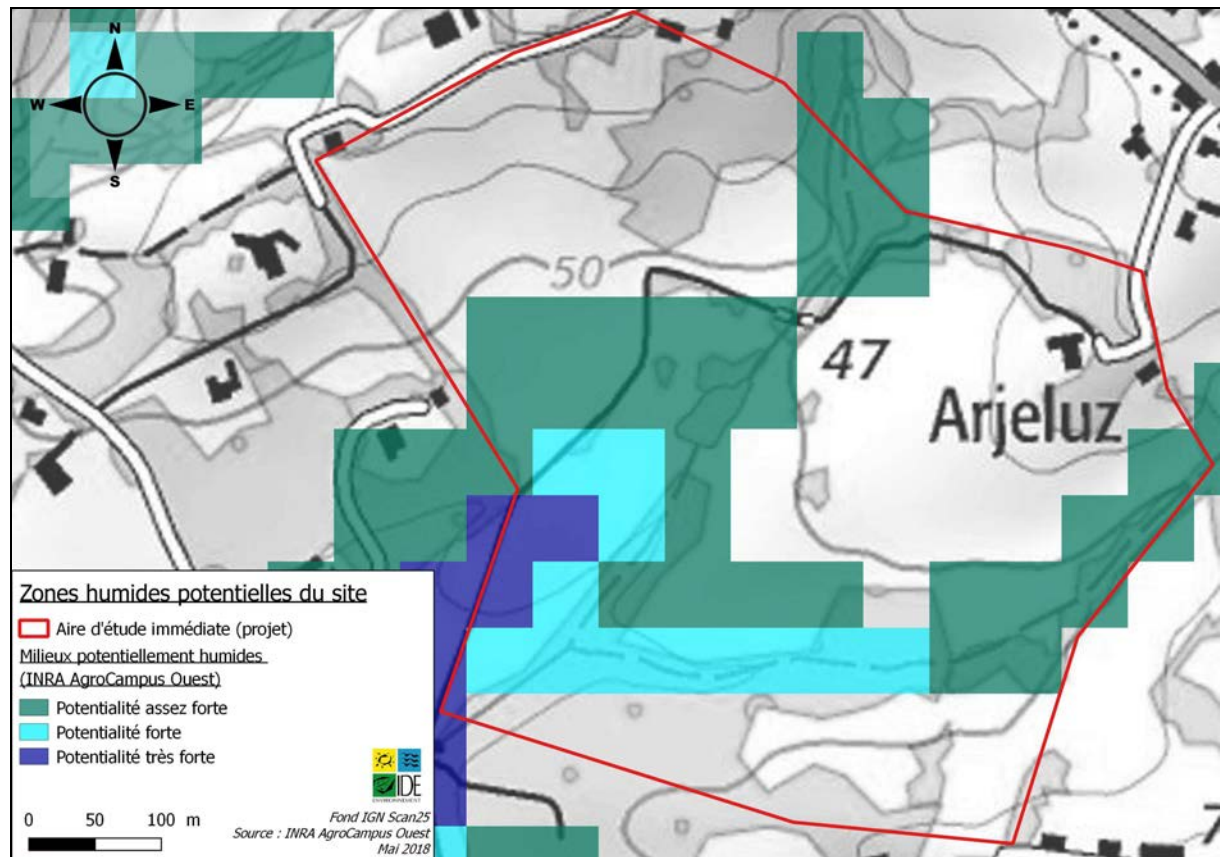 N
W
E
S
50
47
Arjeluz
Zones humides potentielles du site
Aire d'étude immédiate (projet)
Milieux potentiellement humides
(INRA AgroCampus Ouest)
Potentialité assez forte
Potentialité forte
Potentialité très forte
IDE
ENVIRONNEMENT
0 50 100 m
Fond IGN Scan25
Source : INRA AgroCampus Ouest
Mai 2018